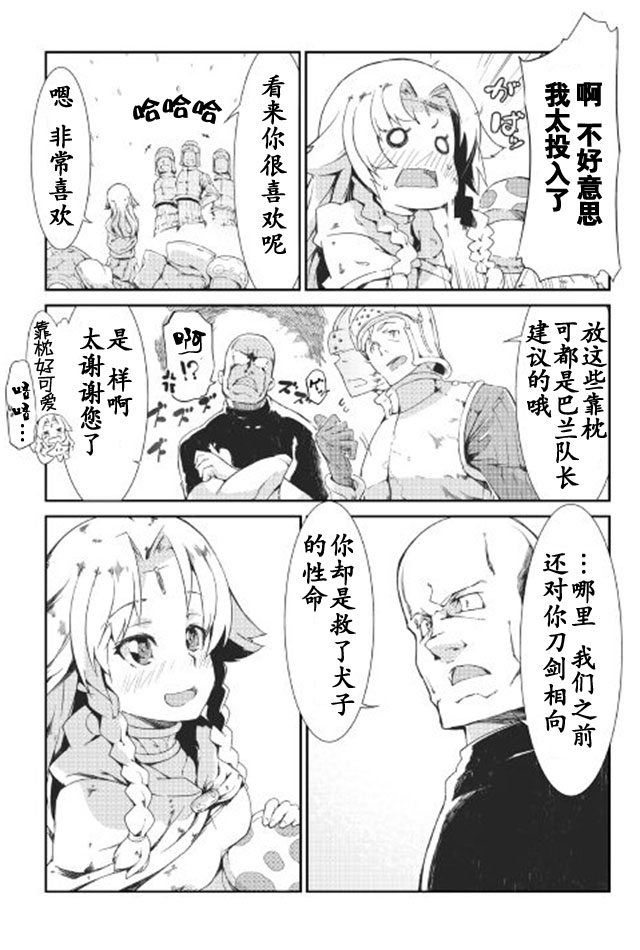 啊 不好意思
我太投入了
ガバッ
看来你很喜欢呢
哈哈哈
嗯 非常喜欢
放这些靠枕
可都是巴兰队长
建议的哦
啊!?
是 样啊
太谢谢您了
靠枕好可爱
嘻嘻…
…哪里 我们之前
还对你刀剑相向
你却是救了犬子
的性命